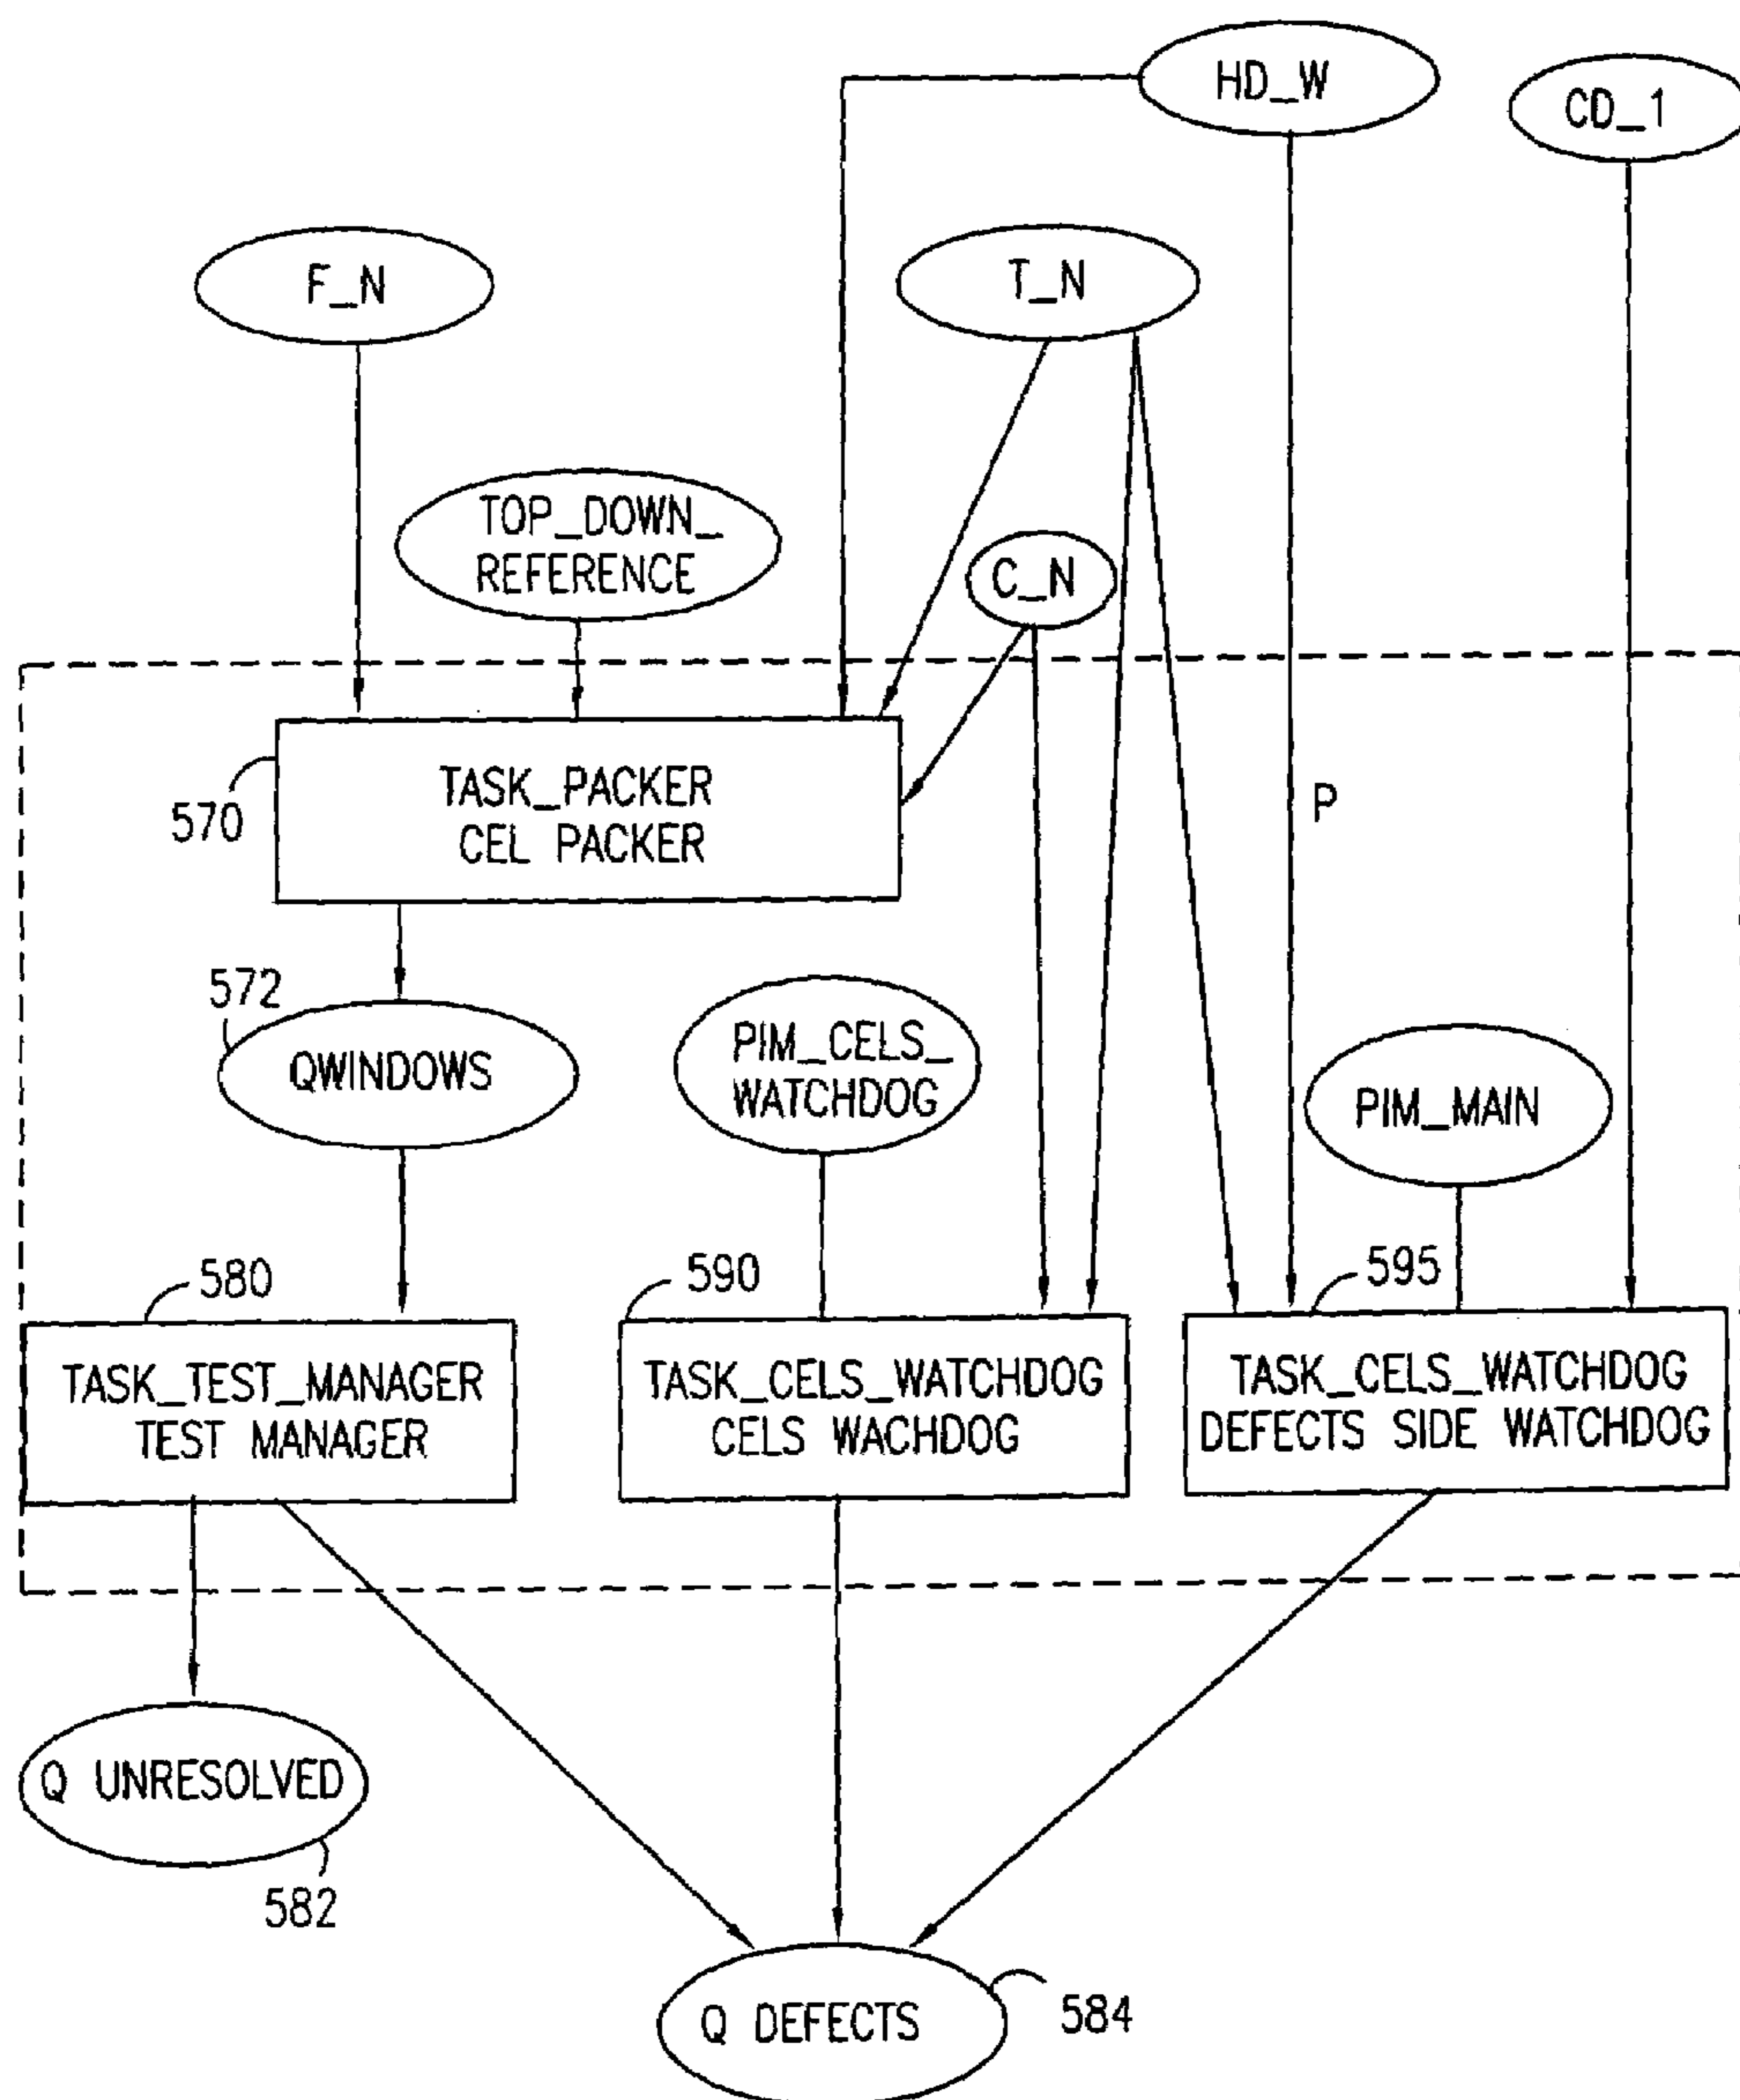 HD_W
CD_1
F_N
T_N
TOP_DOWN_
REFERENCE
C_N
TASK_PACKER
CEL PACKER
570
P
572
QWINDOWS
PIM_CELS_
WATCHDOG
PIM_MAIN
580
590
595
TASK_TEST_MANAGER
TEST MANAGER
TASK_CELS_WATCHDOG
CELS WACHDOG
TASK_CELS_WATCHDOG
DEFECTS SIDE WATCHDOG
Q UNRESOLVED
582
Q DEFECTS
584